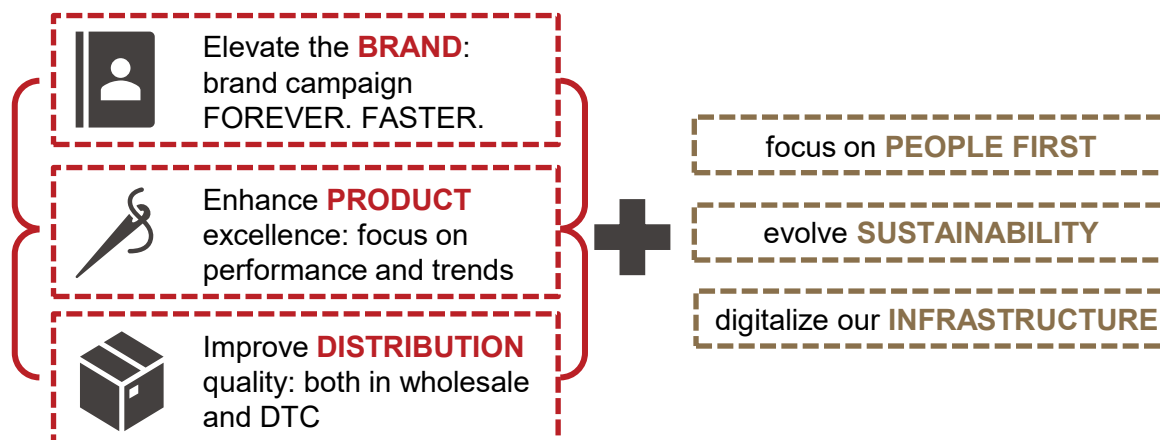 Elevate the BRAND:
brand campaign
FOREVER. FASTER.
Enhance PRODUCT
excellence: focus on
performance and trends
Improve DISTRIBUTION
quality: both in wholesale
and DTC
focus on PEOPLE FIRST
evolve SUSTAINABILITY
digitalize our INFRASTRUCTURE